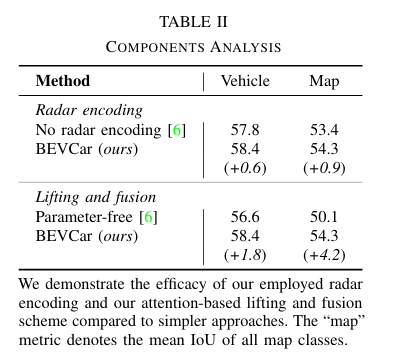 TABLE II
COMPONENTS ANALYSIS
Method Vehicle Map
Radar encoding
No radar encoding [6] 57.8 53.4
BEVCar (ours) 58.4 54.3
(+0.6) (+0.9)
Lifting and fusion
Parameter-free [6] 56.6 50.1
BEVCar (ours) 58.4 54.3
(+1.8) (+4.2)
We demonstrate the efficacy of our employed radar
encoding and our attention-based lifting and fusion
scheme compared to simpler approaches. The “map”
metric denotes the mean IoU of all map classes.